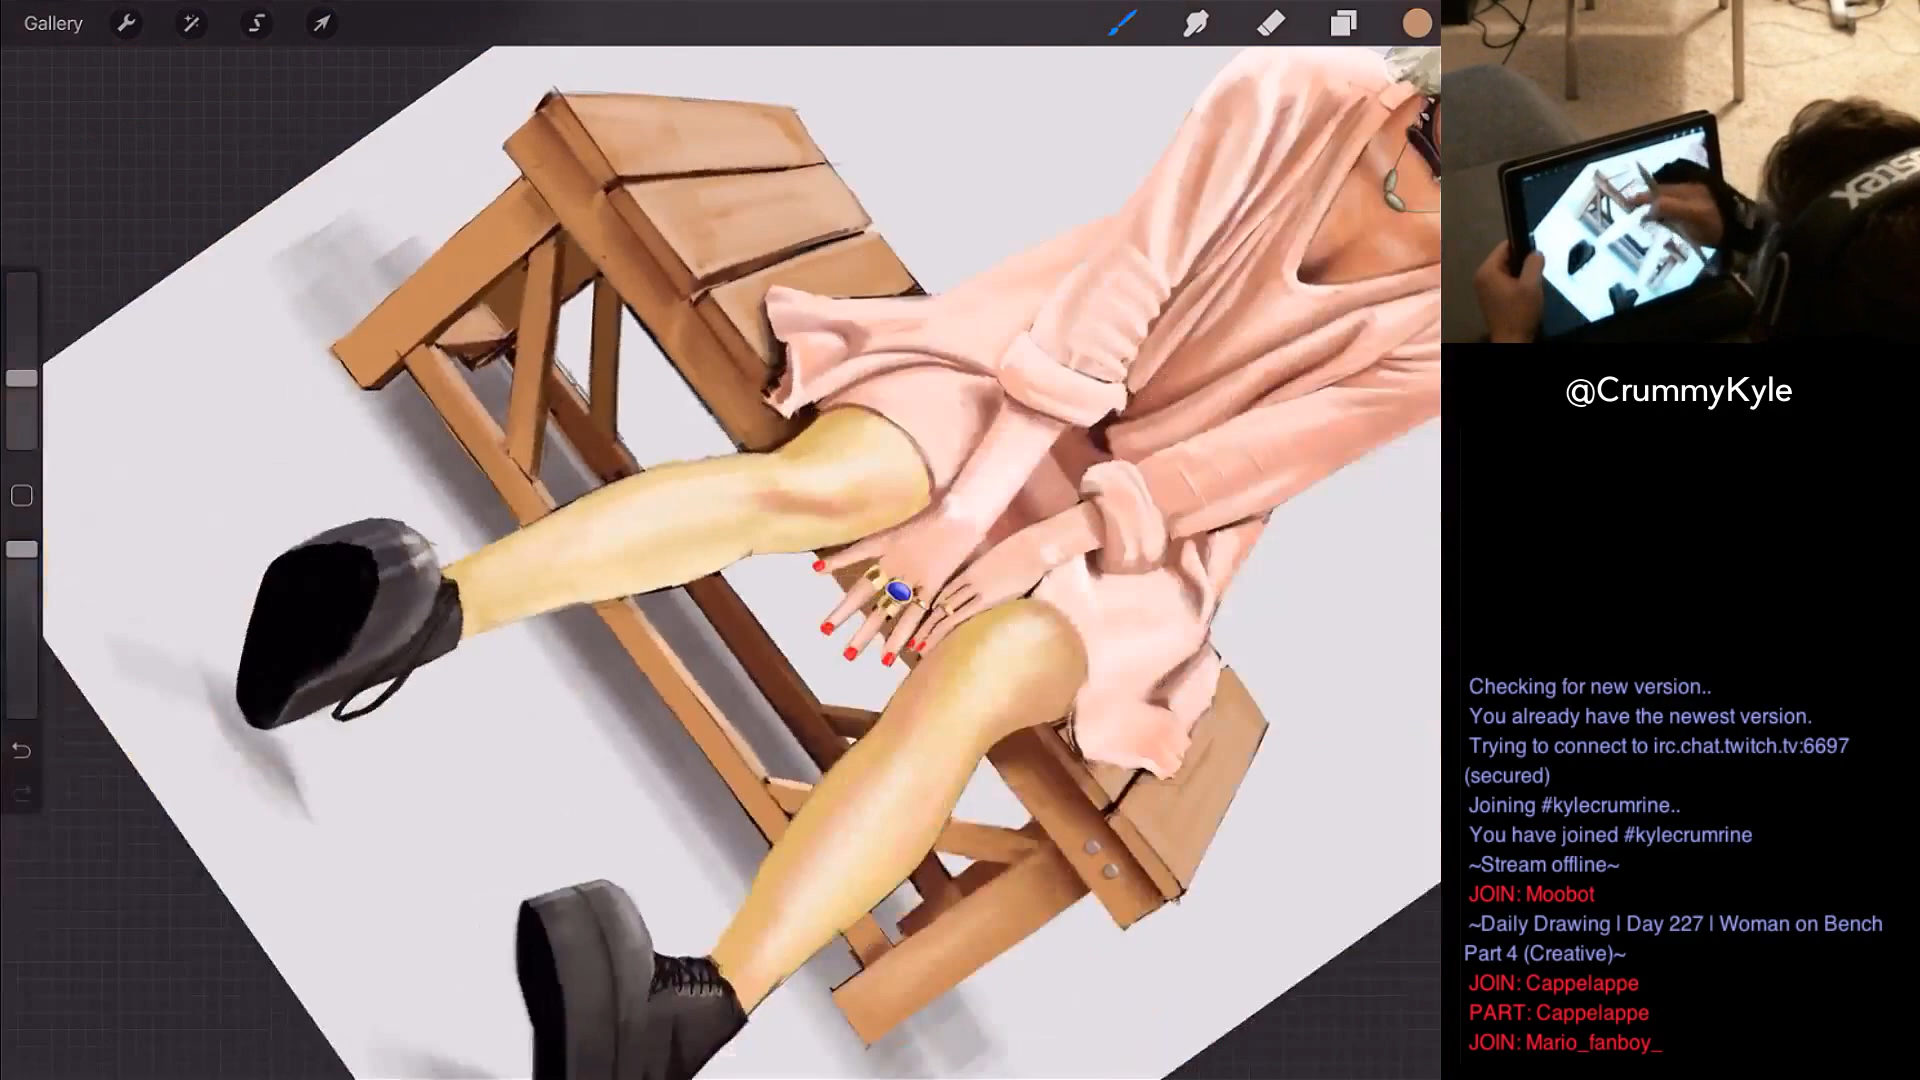 Gallery
@CrummyKyle
Checking for new version..
You already have the newest version.
Trying to connect to irc.chat.twitch.tv:6697
(secured)
Joining #kylecrumrine..
You have joined #kylecrumrine
~Stream offline~
JOIN: Moobot
~Daily Drawing | Day 227 | Woman on Bench
Part 4 (Creative)~
JOIN: Cappelappe
PART: Cappelappe
JOIN: Mario_fanboy_